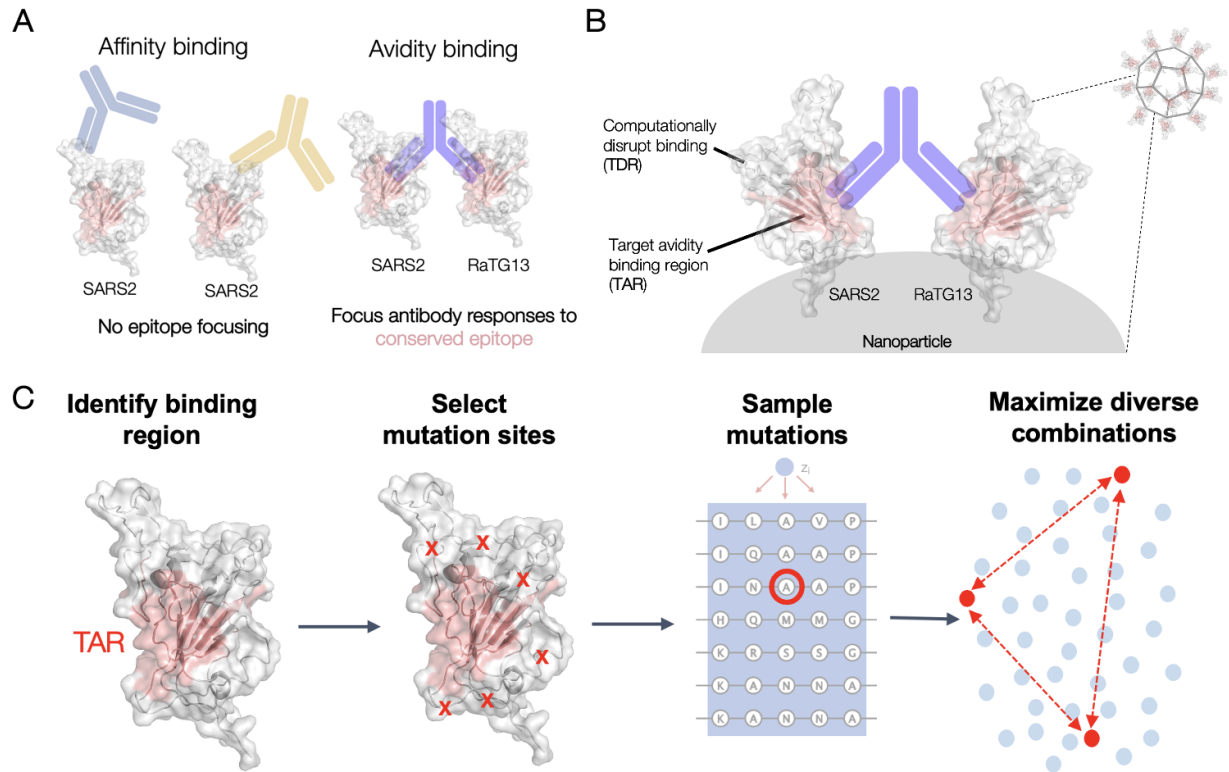 A
Affinity binding
Avidity binding
SARS2
SARS2
SARS2
RaTG13
No epitope focusing
Focus antibody responses to
conserved epitope
B
Computationally
disrupt binding
(TDR)
Target avidity
binding region
(TAR)
SARS2
RaTG13
Nanoparticle
C
Identify binding
region
TAR
Select
mutation sites
X
X
X
X
X
X
Sample
mutations
zi
I L A V P
I Q A A P
I N A A P
H Q M M G
K R S S G
K A N N A
K A N N A
Maximize diverse
combinations